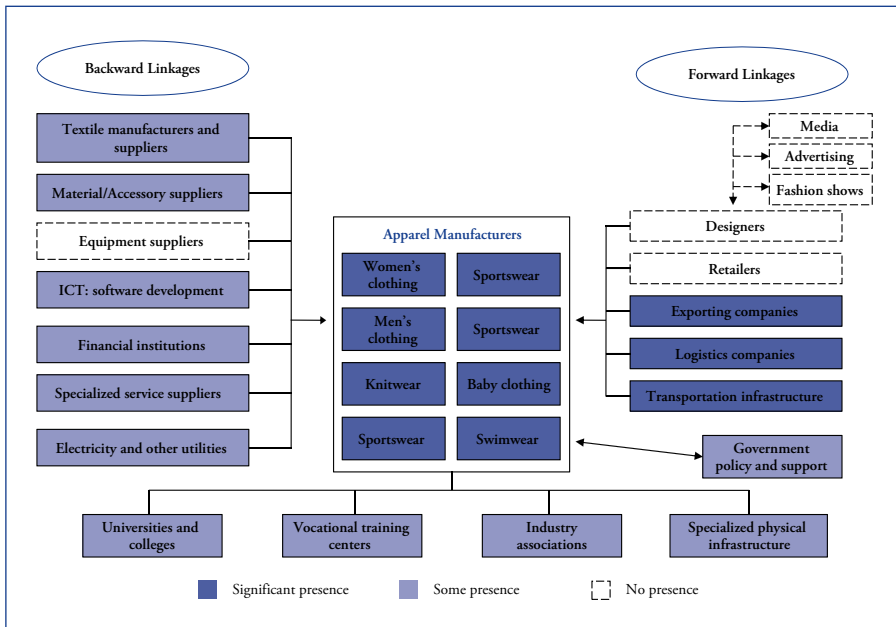 Backward Linkages
Forward Linkages
Textile manufacturers and
suppliers
Material/Accessory suppliers
Equipment suppliers
ICT: software development
Financial institutions
Specialized service suppliers
Electricity and other utilities
Apparel Manufacturers
Women's
clothing
Sportswear
Men's
clothing
Sportswear
Knitwear
Baby clothing
Sportswear
Swimwear
Media
Advertising
Fashion shows
Designers
Retailers
Exporting companies
Logistics companies
Transportation infrastructure
Government
policy and support
Universities and
colleges
Vocational training
centers
Industry
associations
Specialized physical
infrastructure
Significant presence
Some presence
No presence